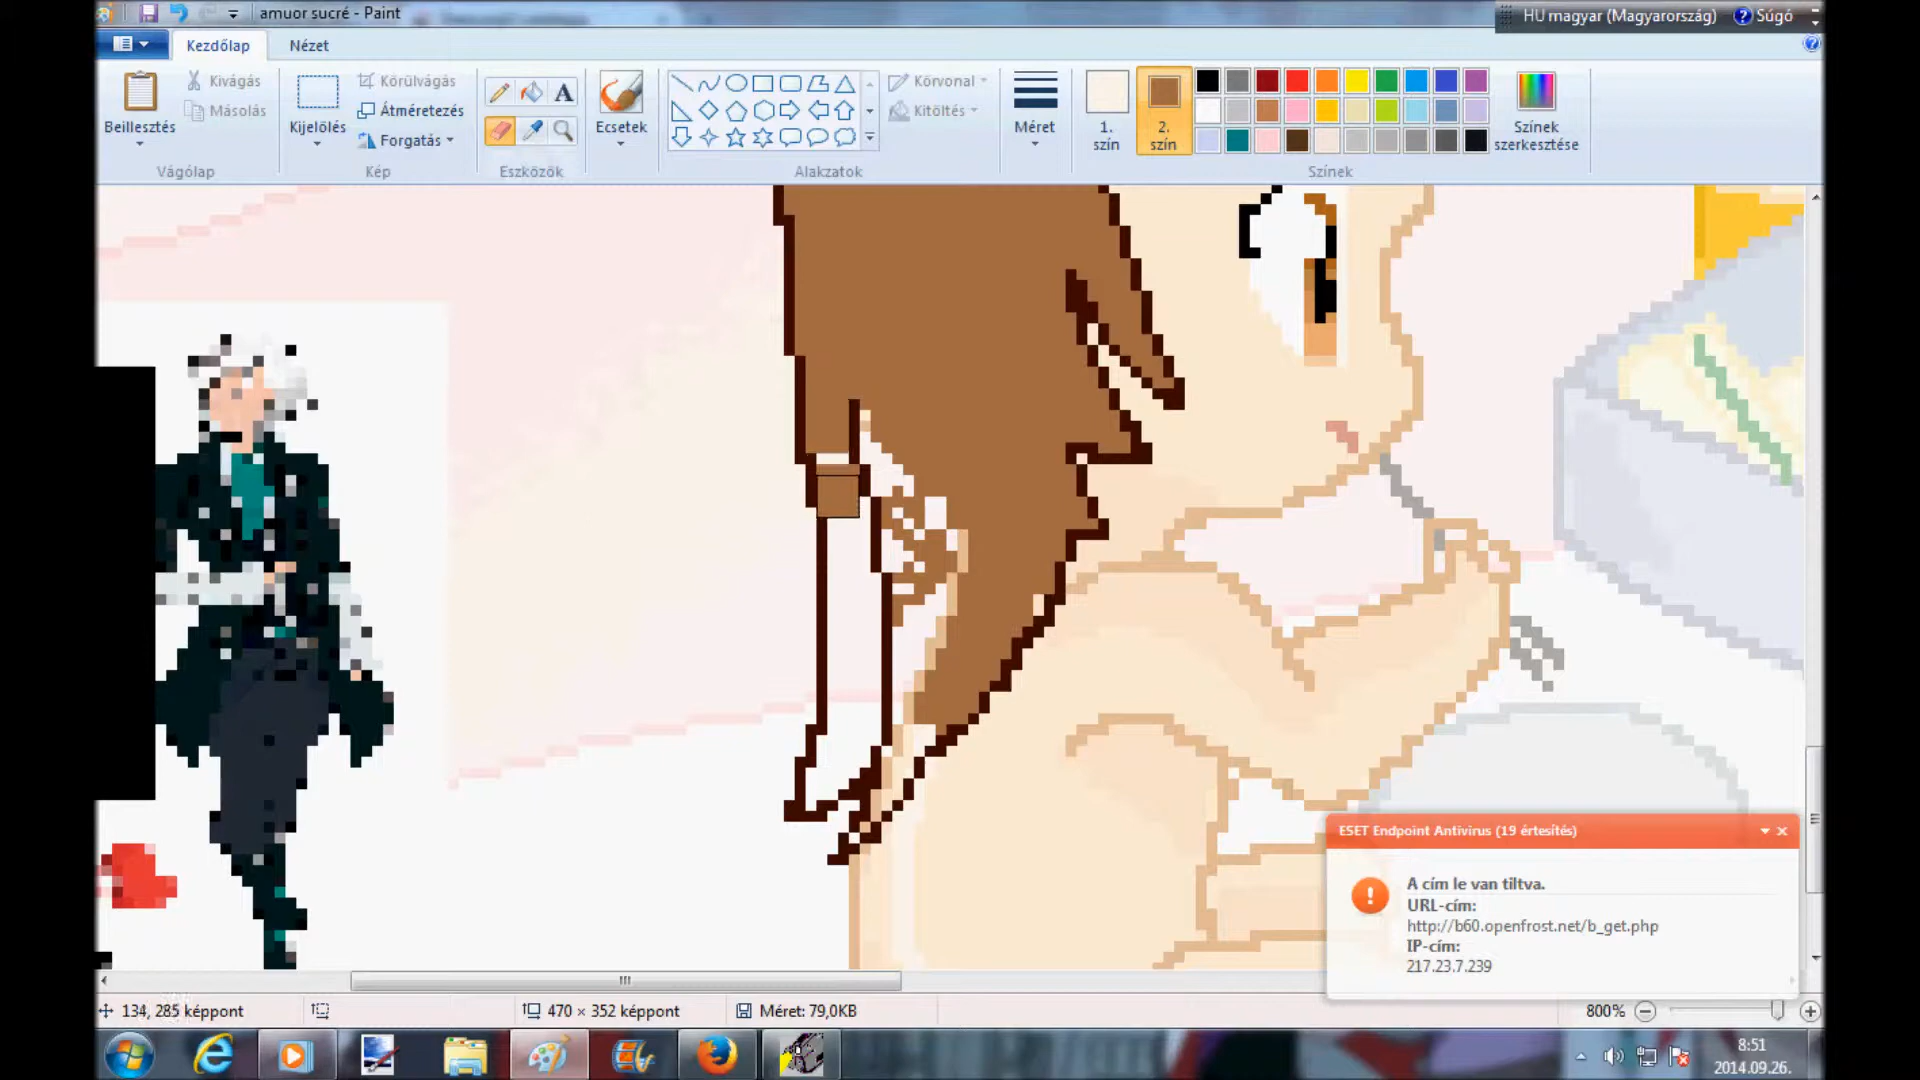 amuor sucré - Paint
HU magyar (Magyarország)
Súgó
Kezdőlap
Nézet
Beillesztés
Kivágás
Másolás
Vágólap
Kijelölés
Körülvágás
Átméretezés
Forgatás
Kép
A
Eszközök
Ecsetek
Alakzatok
Körvonal
Kitöltés
Méret
1.
szín
2.
szín
Színek
szerkesztése
Színek
ESET Endpoint Antivirus (19 értesítés)
A cím le van tiltva.
URL-cím:
http://b60.openfrost.net/b_get.php
IP-cím:
217.23.7.239
134, 285 képpont
470 × 352 képpont
Méret: 79,0KB
800%
8:51
2014.09.26.